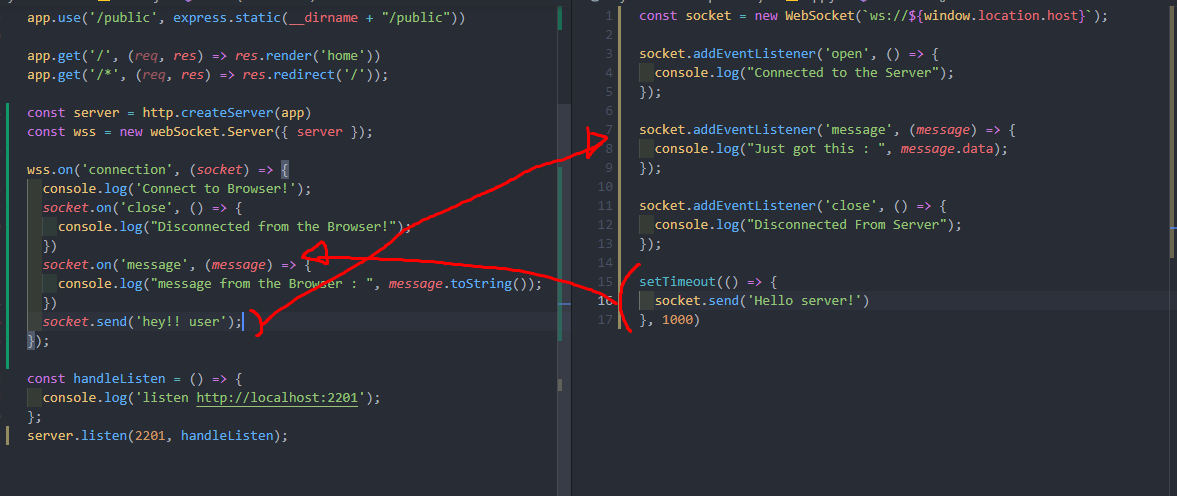 app.use('/public', express.static(__dirname + "/public"))
app.get('/', (req, res) => res.render('home'))
app.get('/*', (req, res) => res.redirect('/'));
const server = http.createServer(app)
const wss = new webSocket.Server({ server });
wss.on('connection', (socket) => {
console.log('Connect to Browser!');
socket.on('close', () => {
console.log("Disconnected from the Browser!");
})
socket.on('message', (message) => {
console.log("message from the Browser : ", message.toString());
})
socket.send('hey!! user');
});
const handleListen = () => {
console.log('listen http://localhost:2201');
};
server.listen(2201, handleListen);
1 const socket = new WebSocket(`ws://${window.location.host}`);
2
3 socket.addEventListener('open', () => {
4 console.log("Connected to the Server");
5 });
6
7 socket.addEventListener('message', (message) => {
8 console.log("Just got this : ", message.data);
9 });
10
11 socket.addEventListener('close', () => {
12 console.log("Disconnected From Server");
13 });
14
15 setTimeout(() => {
16 socket.send('Hello server!')
17 }, 1000)